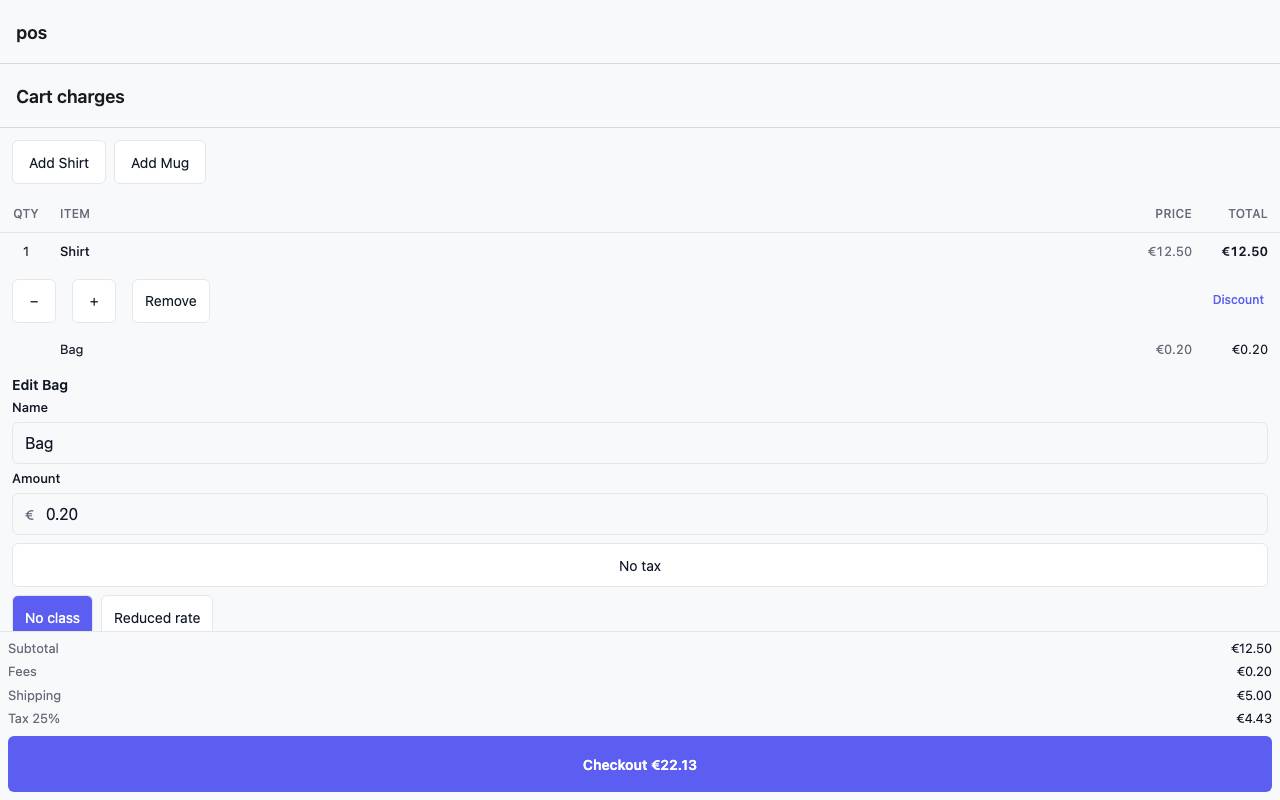 pos
Cart charges
Add Shirt Add Mug
QTY ITEM PRICE TOTAL
1 Shirt €12.50 €12.50
− + Remove Discount
Bag €0.20 €0.20
Edit Bag
Name
Bag
Amount
€ 0.20
No tax
No class Reduced rate
Subtotal €12.50
Fees €0.20
Shipping €5.00
Tax 25% €4.43
Checkout €22.13